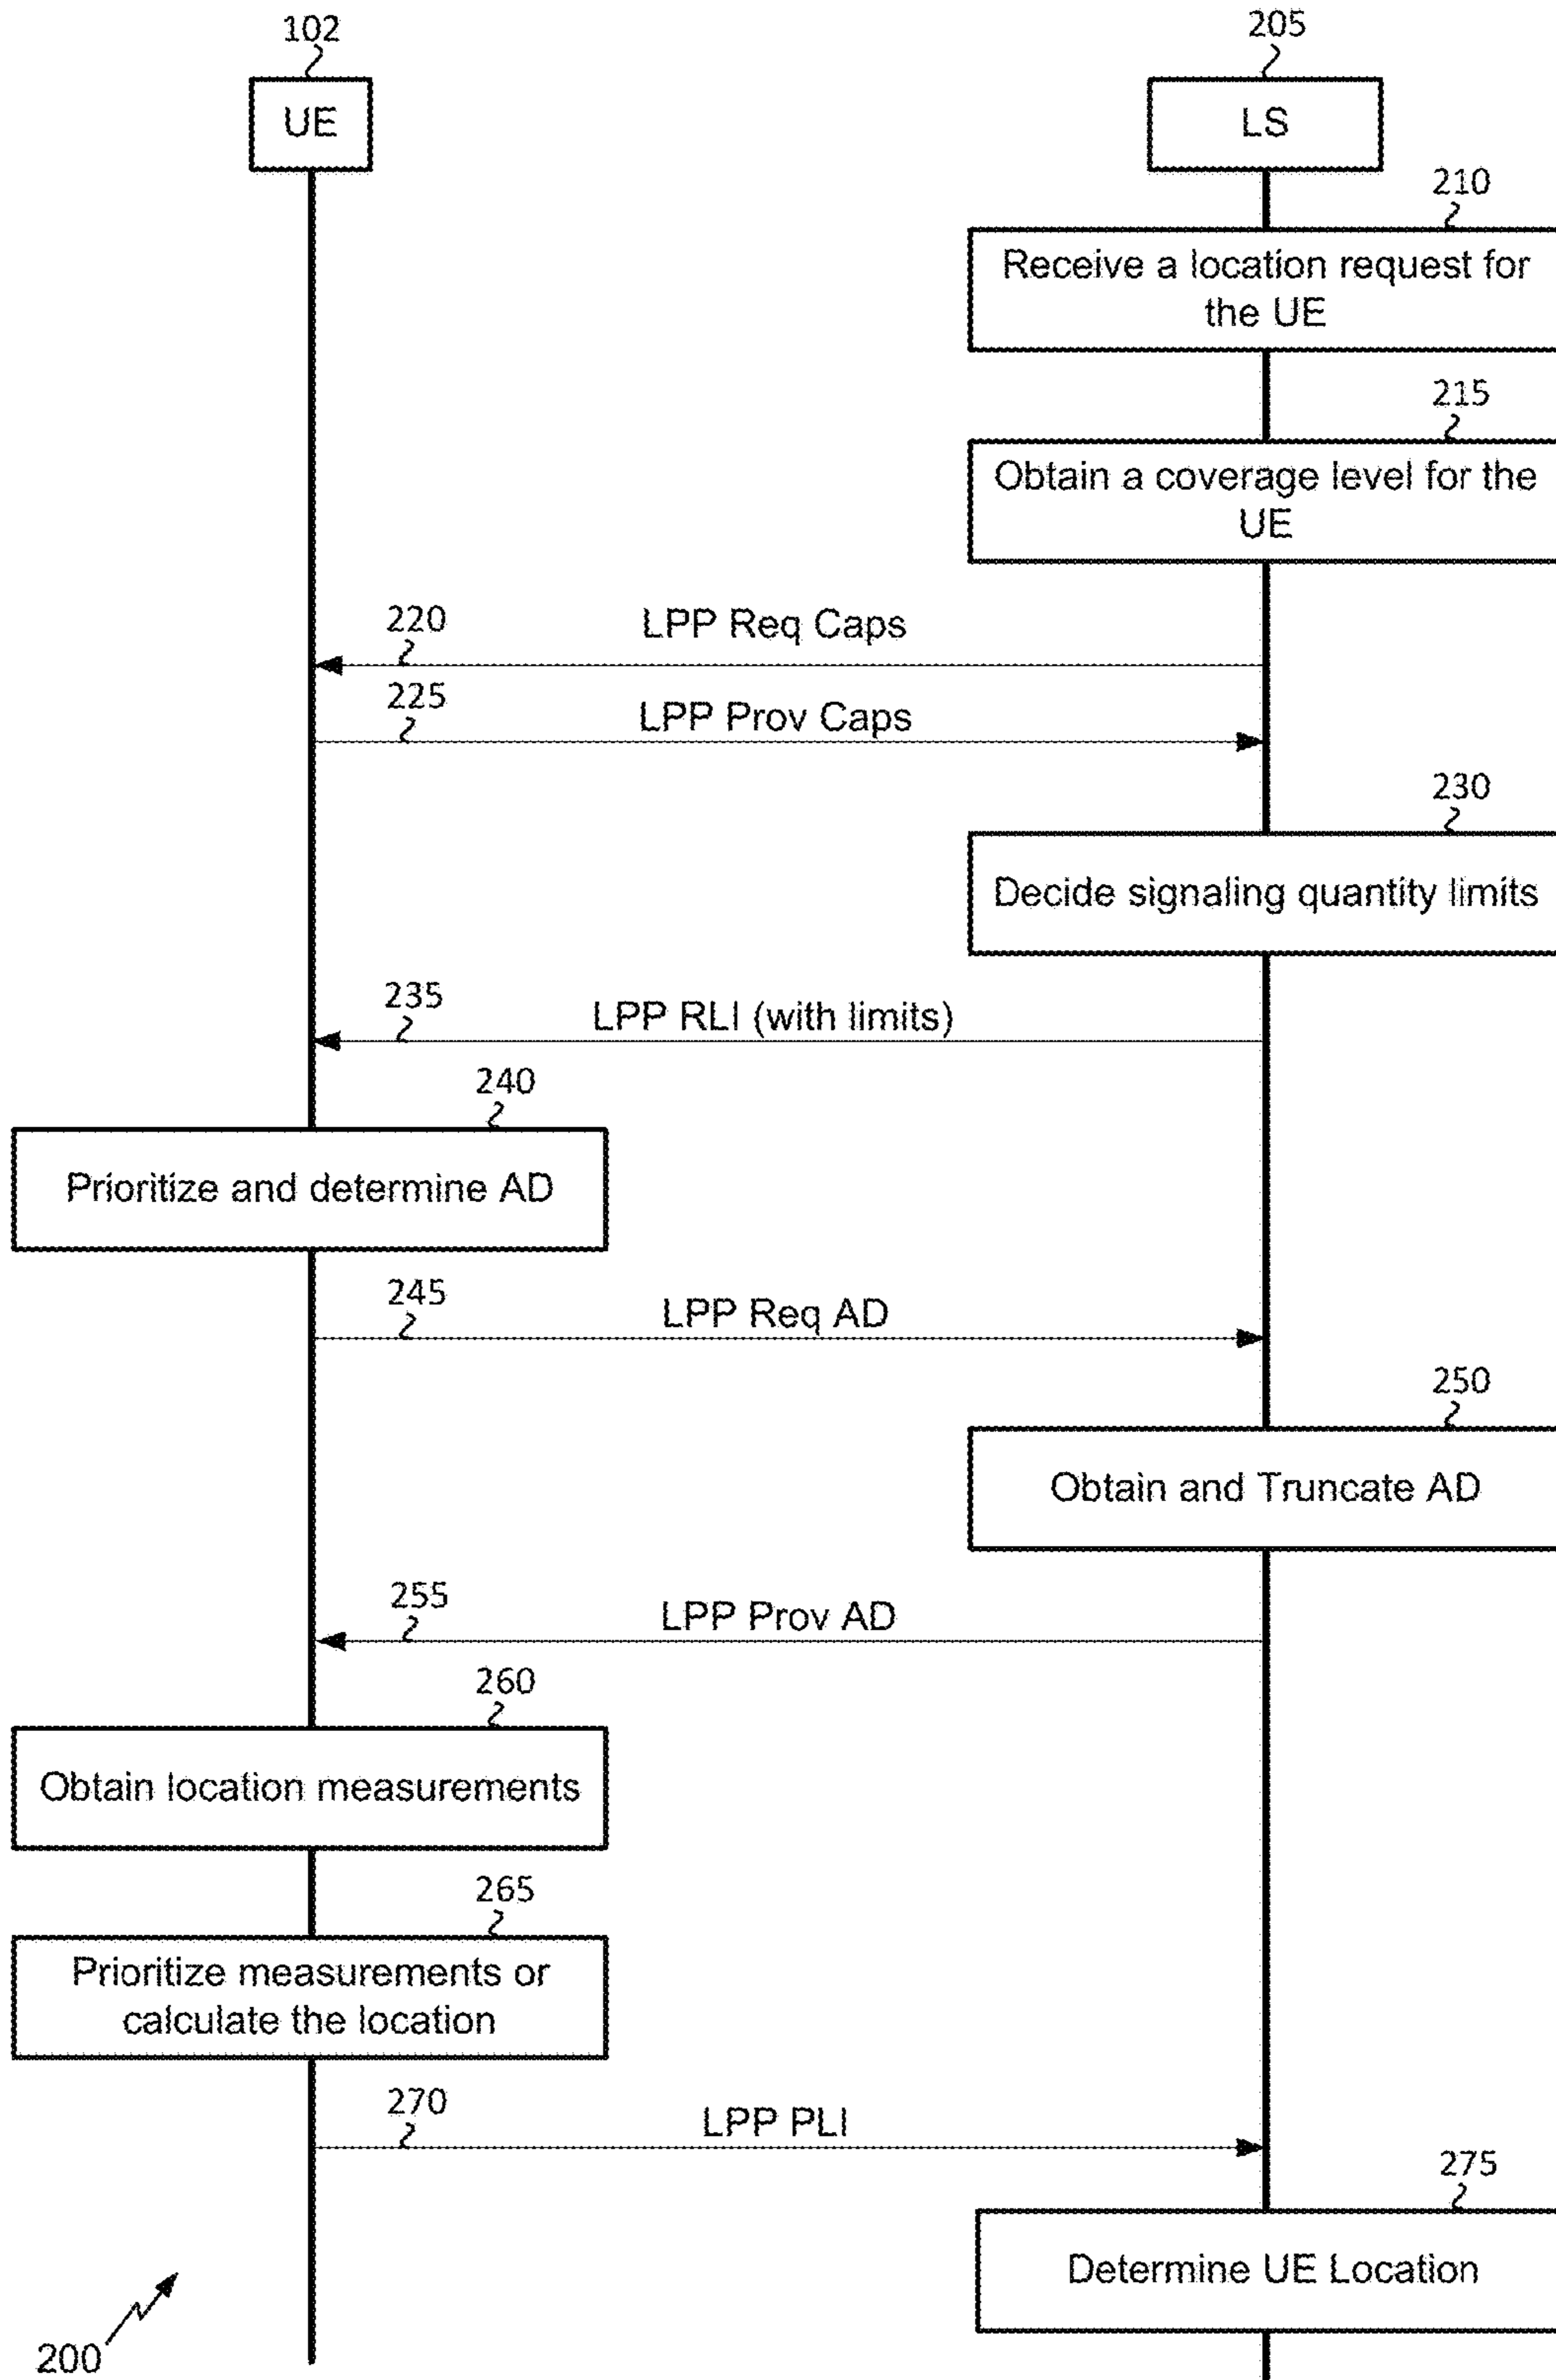 102
205
UE
LS
210
Receive a location request for
the UE
215
Obtain a coverage level for the
UE
220
LPP Req Caps
225
LPP Prov Caps
230
Decide signaling quantity limits
235
LPP RLI (with limits)
240
Prioritize and determine AD
245
LPP Req AD
250
Obtain and Truncate AD
255
LPP Prov AD
260
Obtain location measurements
265
Prioritize measurements or
calculate the location
270
LPP PLI
275
Determine UE Location
200